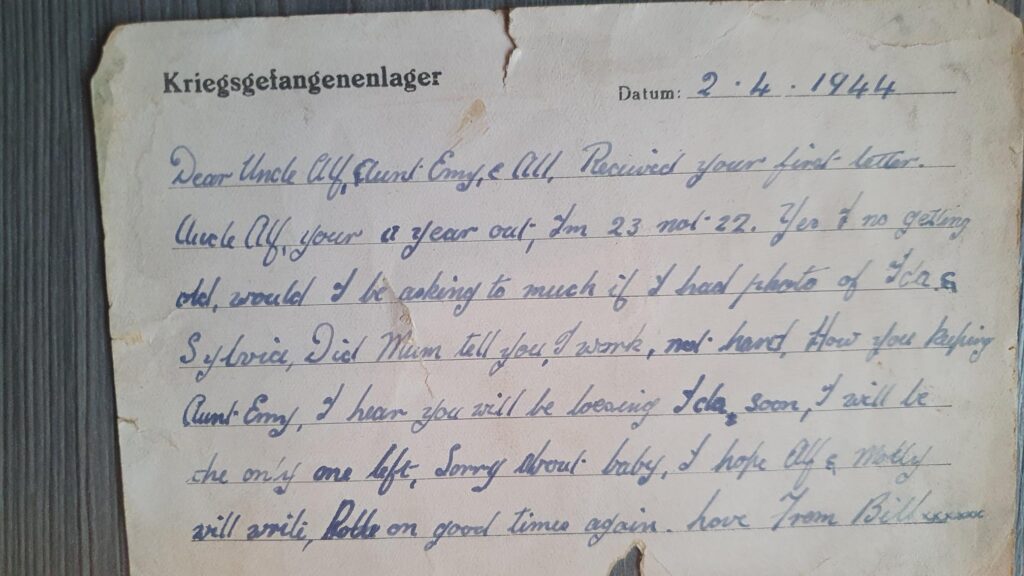 Kriegsgefangenenlager
Datum: 2.4.1944
Dear Uncle Alf, Aunt Emy, & All, Recived your first letter.
Uncle Alf, your a year out, I'm 23 not 22. Yes I no getting
old, would I be asking to much if I had photo of Ida &
Sylvia, Did Mum tell you, I work, not hard, How you keeping
Aunt Emy, I hear you will be loosing Ida, soon, I will be
the only one left, Sorry about baby, I hope Alf &
will write, Rolle on good times again. Love From Bill xxxxxx